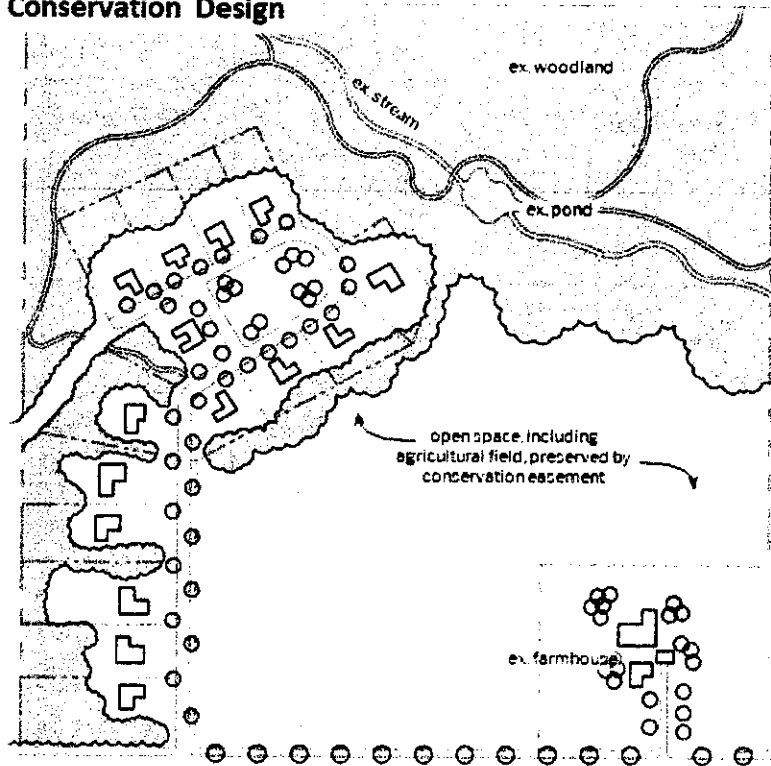 Conservation Design
ex. woodland
ex. stream
ex. pond
open space, including
agricultural field, preserved by
conservation easement
ex. farmhouse